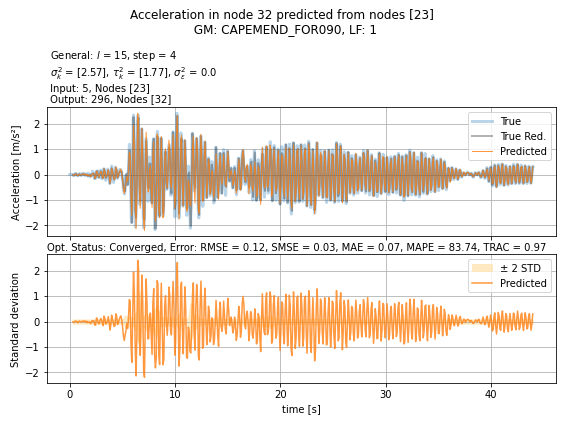 Acceleration in node 32 predicted from nodes [23]
GM: CAPEMEND_FOR090, LF: 1
General: l = 15, step = 4
σ²ₖ = [2.57], τ²ₖ = [1.77], σ²ε = 0.0
Input: 5, Nodes [23]
Output: 296, Nodes [32]
Acceleration [m/s²]
2
1
0
−1
−2
True
True Red.
Predicted
Opt. Status: Converged, Error: RMSE = 0.12, SMSE = 0.03, MAE = 0.07, MAPE = 83.74, TRAC = 0.97
Standard deviation
2
1
0
−1
−2
± 2 STD
Predicted
0 10 20 30 40
time [s]